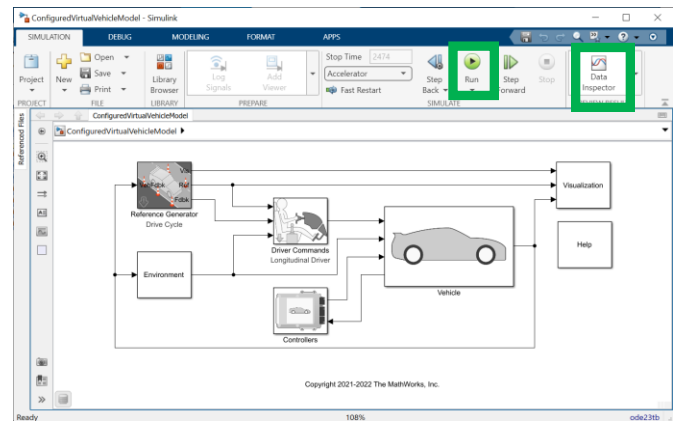 ConfiguredVirtualVehicleModel - Simulink
SIMULATION DEBUG MODELING FORMAT APPS
Project
New
Open
Save
Print
Library Browser
Log Signals
Add Viewer
Stop Time 2474
Accelerator
Fast Restart
Step Back
Run
Step Forward
Stop
Data Inspector
PROJECT FILE LIBRARY PREPARE SIMULATE
Referenced Files
ConfiguredVirtualVehicleModel
ConfiguredVirtualVehicleModel
Ref
Fdbk
Reference Generator
Drive Cycle
Driver Commands
Longitudinal Driver
Environment
Controllers
Vehicle
Visualization
Help
Copyright 2021-2022 The MathWorks, Inc.
Ready 108% ode23tb